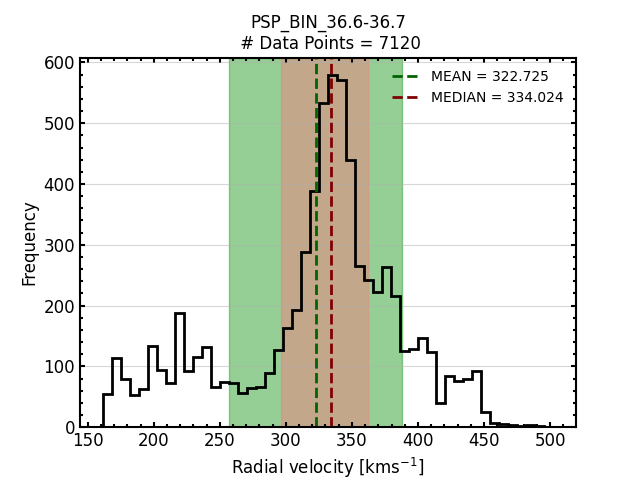 PSP_BIN_36.6-36.7
# Data Points = 7120
MEAN = 322.725
MEDIAN = 334.024
Frequency
600
500
400
300
200
100
0
150 200 250 300 350 400 450 500
Radial velocity [kms⁻¹]